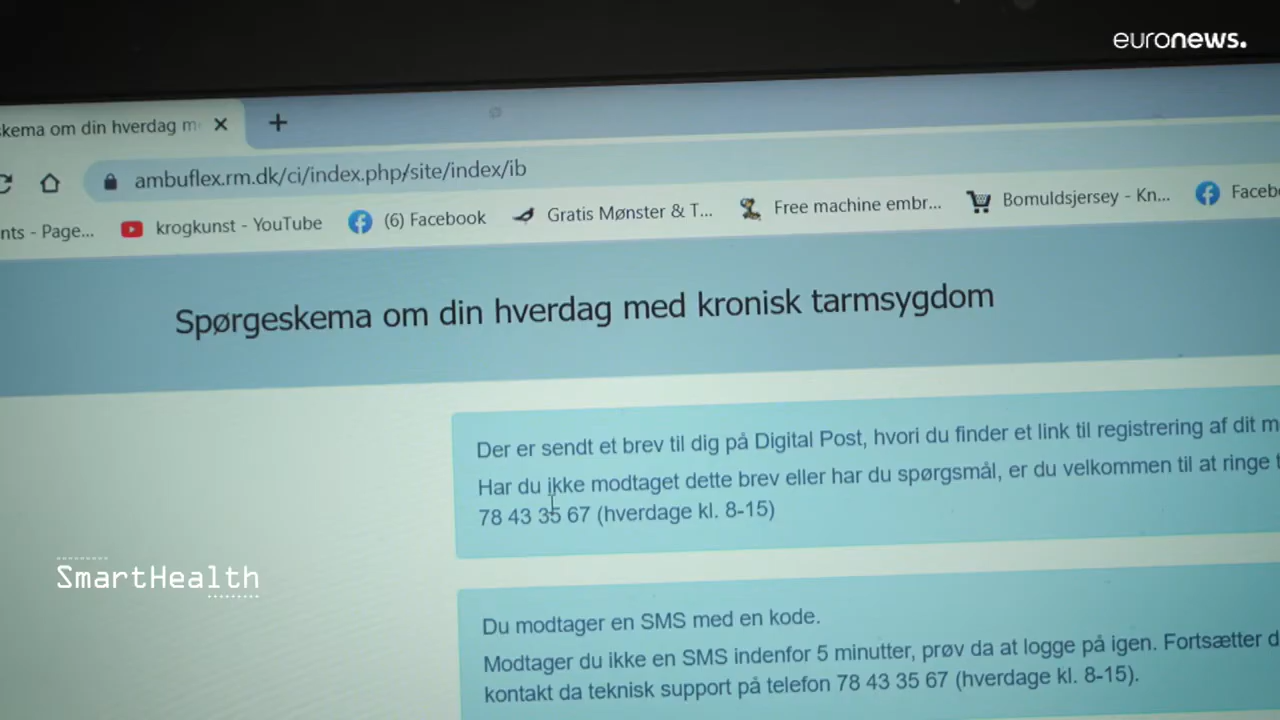 euronews.
skema om din hverdag m
ambuflex.rm.dk/ci/index.php/site/index/ib
nts - Page... krogkunst - YouTube (6) Facebook Gratis Mønster & T... Free machine embr... Bomuldsjersey - Kn... Faceb
Spørgeskema om din hverdag med kronisk tarmsygdom
Der er sendt et brev til dig på Digital Post, hvori du finder et link til registrering af dit m
Har du ikke modtaget dette brev eller har du spørgsmål, er du velkommen til at ringe t
78 43 35 67 (hverdage kl. 8-15)
SmartHealth
Du modtager en SMS med en kode.
Modtager du ikke en SMS indenfor 5 minutter, prøv da at logge på igen. Fortsætter d
kontakt da teknisk support på telefon 78 43 35 67 (hverdage kl. 8-15).